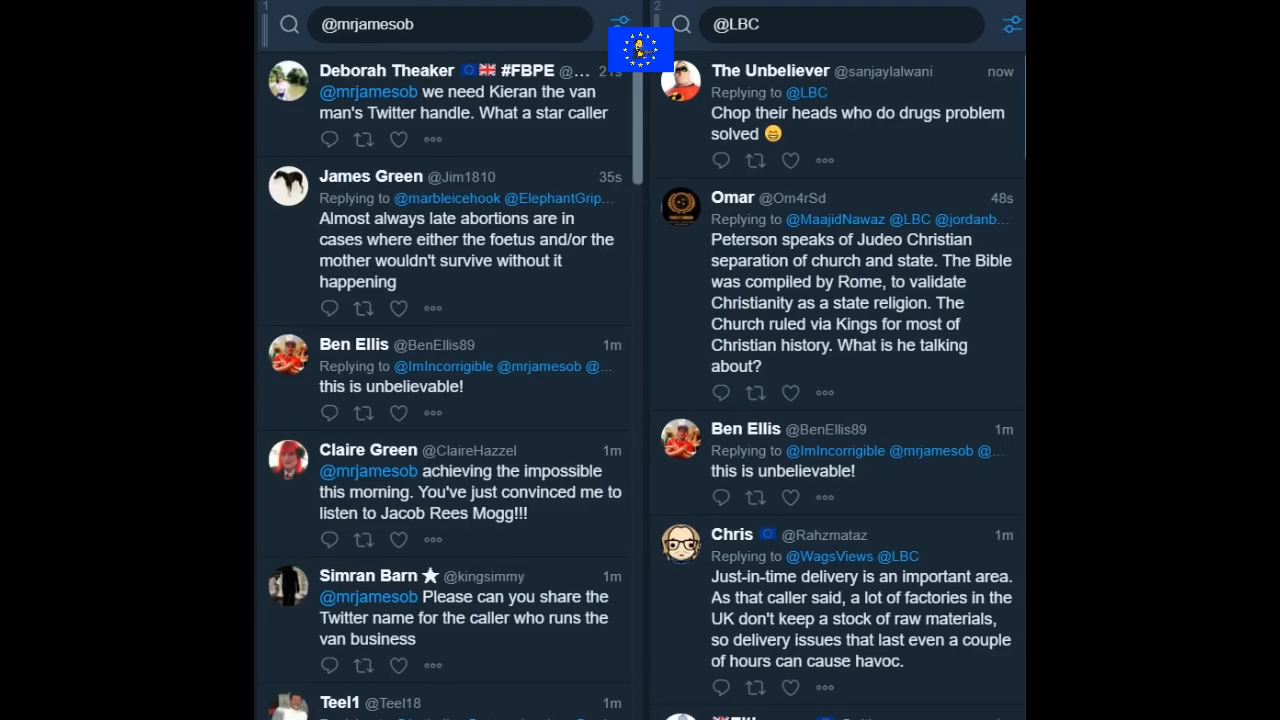 1
@mrjamesob
Deborah Theaker 🇪🇺 🇬🇧 #FBPE @... 21s
@mrjamesob we need Kieran the van
man's Twitter handle. What a star caller
James Green @Jim1810 35s
Replying to @marbleicehook @ElephantGrip...
Almost always late abortions are in
cases where either the foetus and/or the
mother wouldn't survive without it
happening
Ben Ellis @BenEllis89 1m
Replying to @ImIncorrigible @mrjamesob @...
this is unbelievable!
Claire Green @ClaireHazzel 1m
@mrjamesob achieving the impossible
this morning. You've just convinced me to
listen to Jacob Rees Mogg!!!
Simran Barn ★ @kingsimmy 1m
@mrjamesob Please can you share the
Twitter name for the caller who runs the
van business
Teel1 @Teel18 1m
2
@LBC
The Unbeliever @sanjaylalwani now
Replying to @LBC
Chop their heads who do drugs problem
solved 😄
Omar @Om4rSd 48s
Replying to @MaajidNawaz @LBC @jordanb...
Peterson speaks of Judeo Christian
separation of church and state. The Bible
was compiled by Rome, to validate
Christianity as a state religion. The
Church ruled via Kings for most of
Christian history. What is he talking
about?
Ben Ellis @BenEllis89 1m
Replying to @ImIncorrigible @mrjamesob @...
this is unbelievable!
Chris 🇪🇺 @Rahzmataz 1m
Replying to @WagsViews @LBC
Just-in-time delivery is an important area.
As that caller said, a lot of factories in the
UK don't keep a stock of raw materials,
so delivery issues that last even a couple
of hours can cause havoc.